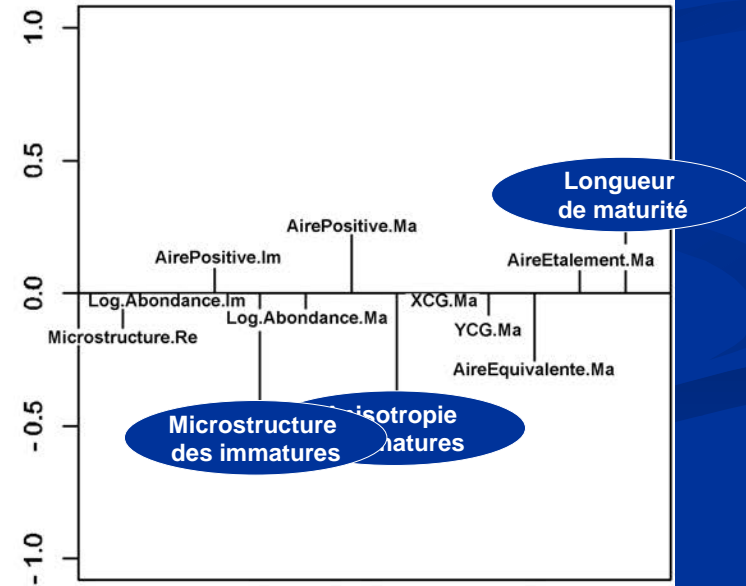 1.0
0.5
0.0
- 0.5
- 1.0
Longueur
de maturité
AirePositive.Ma
AirePositive.Im
AireEtalement.Ma
Log.Abondance.Im
XCG.Ma
Log.Abondance.Ma
YCG.Ma
Microstructure.Re
AireEquivalente.Ma
Microstructure
des immatures